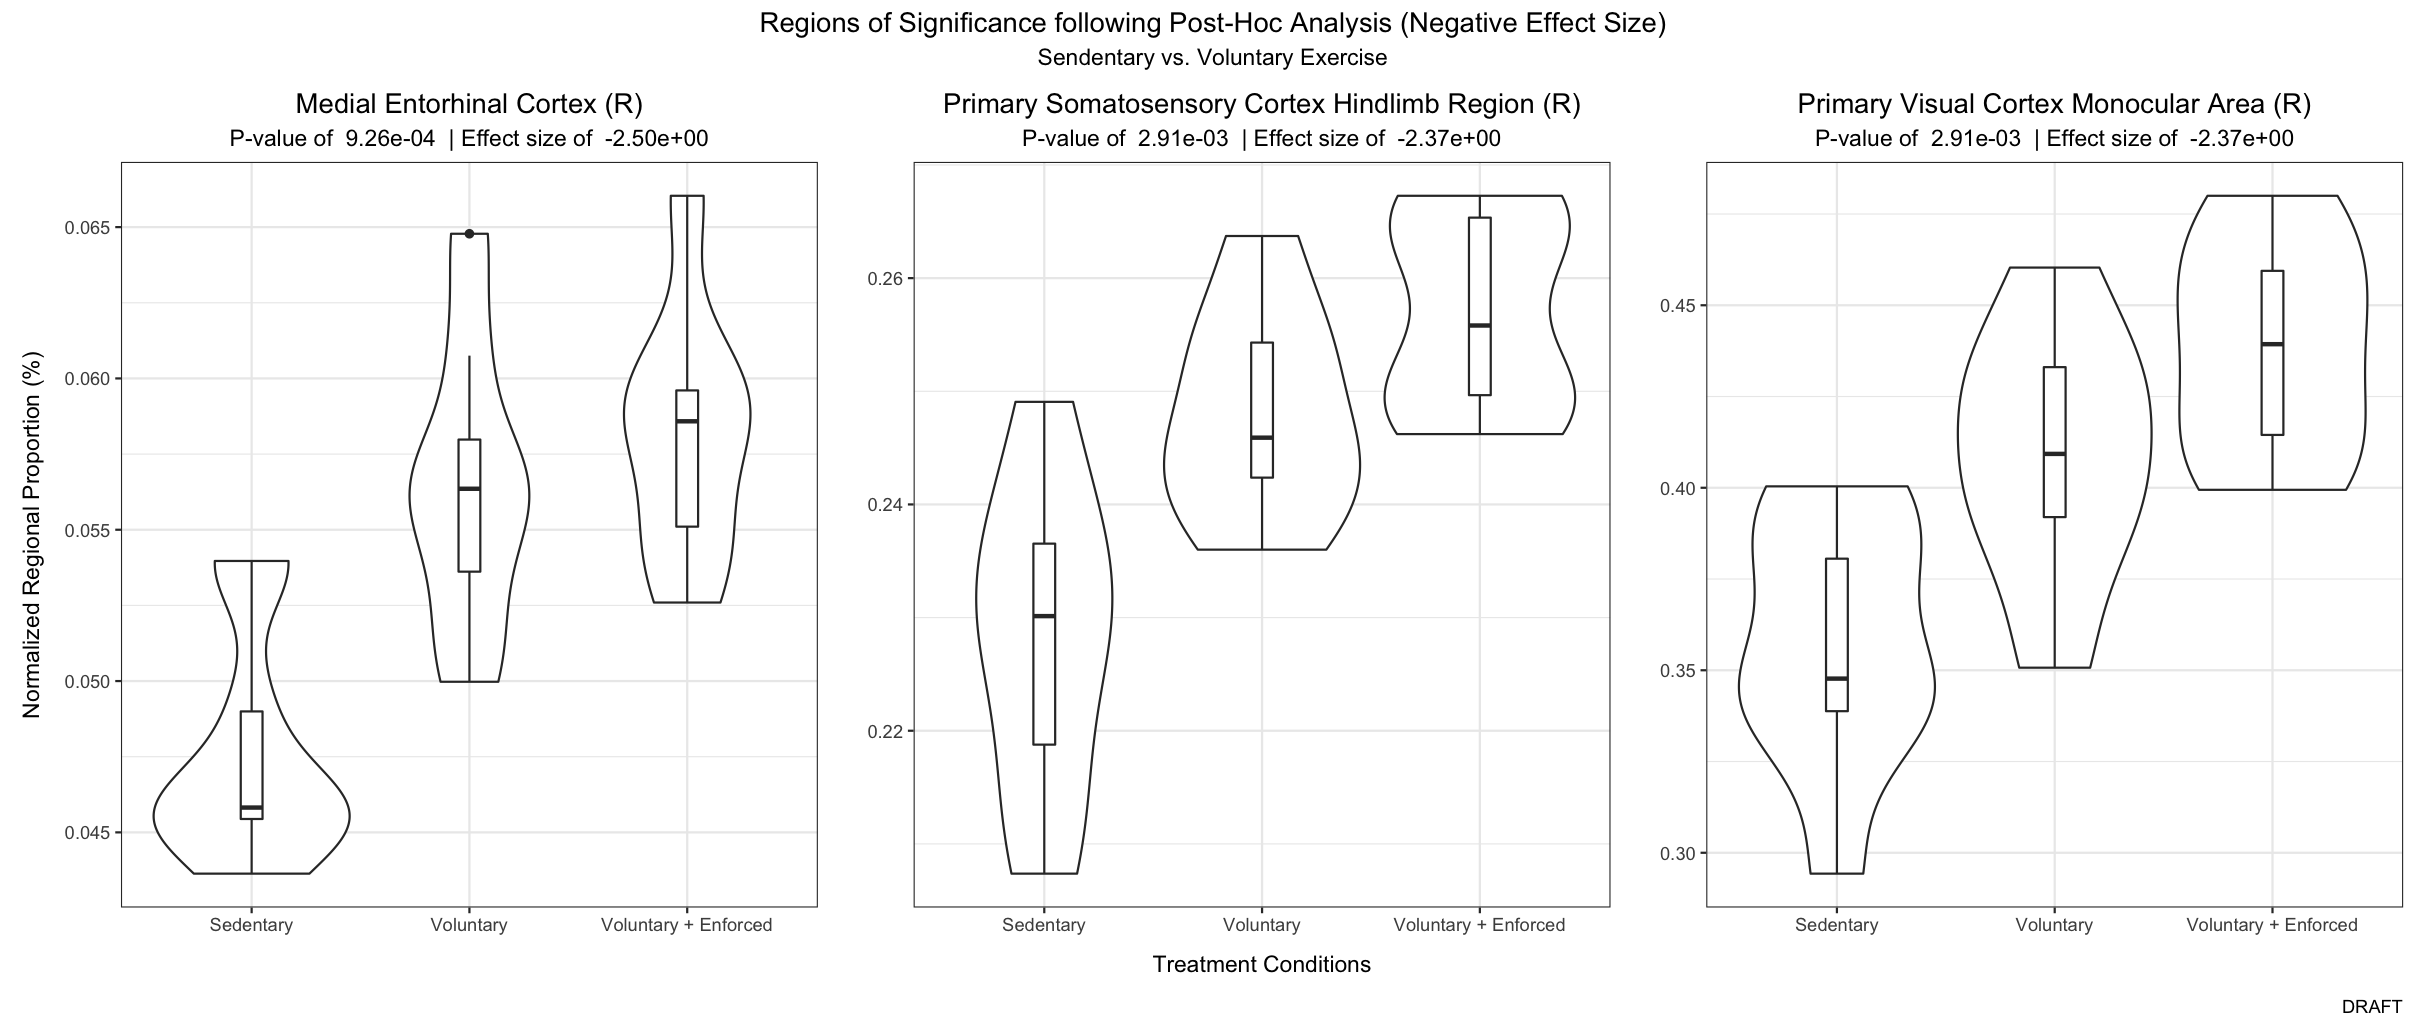 Regions of Significance following Post-Hoc Analysis (Negative Effect Size)
Sendentary vs. Voluntary Exercise
Medial Entorhinal Cortex (R)
P-value of 9.26e-04 | Effect size of -2.50e+00
Primary Somatosensory Cortex Hindlimb Region (R)
P-value of 2.91e-03 | Effect size of -2.37e+00
Primary Visual Cortex Monocular Area (R)
P-value of 2.91e-03 | Effect size of -2.37e+00
Normalized Regional Proportion (%)
0.065
0.060
0.055
0.050
0.045
Sedentary
Voluntary
Voluntary + Enforced
0.26
0.24
0.22
Sedentary
Voluntary
Voluntary + Enforced
0.45
0.40
0.35
0.30
Sedentary
Voluntary
Voluntary + Enforced
Treatment Conditions
DRAFT